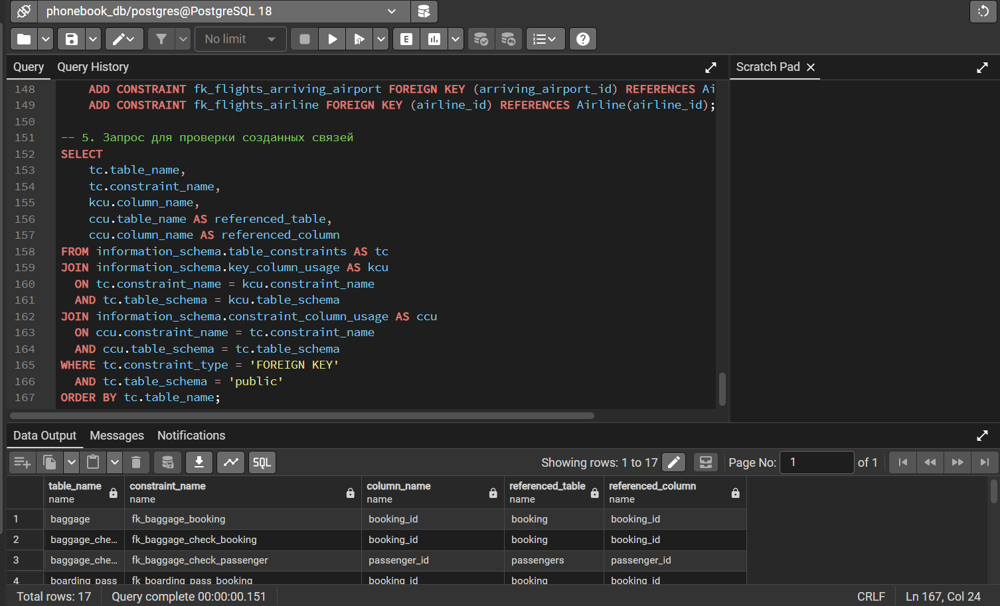 phonebook_db/postgres@PostgreSQL 18
No limit
E
Query Query History
Scratch Pad
148 ADD CONSTRAINT fk_flights_arriving_airport FOREIGN KEY (arriving_airport_id) REFERENCES Ai
149 ADD CONSTRAINT fk_flights_airline FOREIGN KEY (airline_id) REFERENCES Airline(airline_id);
150
151 -- 5. Запрос для проверки созданных связей
152 SELECT
153 tc.table_name,
154 tc.constraint_name,
155 kcu.column_name,
156 ccu.table_name AS referenced_table,
157 ccu.column_name AS referenced_column
158 FROM information_schema.table_constraints AS tc
159 JOIN information_schema.key_column_usage AS kcu
160 ON tc.constraint_name = kcu.constraint_name
161 AND tc.table_schema = kcu.table_schema
162 JOIN information_schema.constraint_column_usage AS ccu
163 ON ccu.constraint_name = tc.constraint_name
164 AND ccu.table_schema = tc.table_schema
165 WHERE tc.constraint_type = 'FOREIGN KEY'
166 AND tc.table_schema = 'public'
167 ORDER BY tc.table_name;
Data Output Messages Notifications
SQL Showing rows: 1 to 17 Page No: 1 of 1
table_name constraint_name column_name referenced_table referenced_column
name name name name name
1 baggage fk_baggage_booking booking_id booking booking_id
2 baggage_che... fk_baggage_check_booking booking_id booking booking_id
3 baggage_che... fk_baggage_check_passenger passenger_id passengers passenger_id
4 boarding_pass fk_boarding_pass_booking booking_id booking booking_id
Total rows: 17 Query complete 00:00:00.151 CRLF Ln 167, Col 24